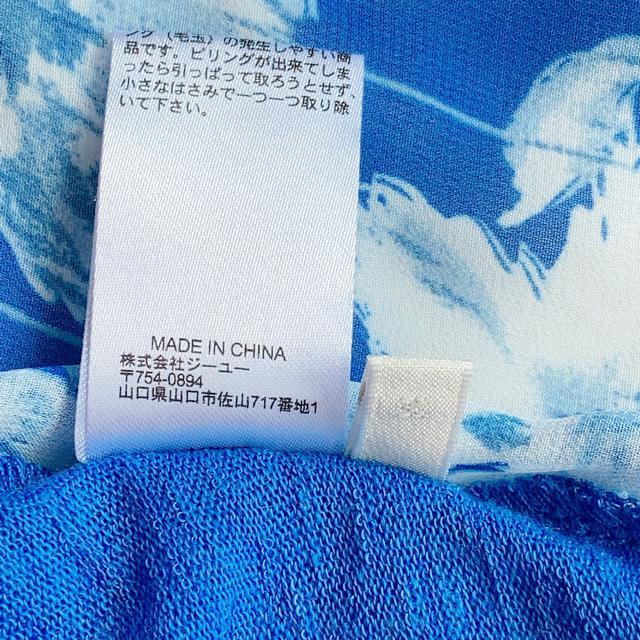 ング（毛玉）の発生しやすい商
品です。ピリングが出来てしま
ったら引っぱって取ろうとせず、
小さなはさみで一つ一つ取り除
いて下さい。
MADE IN CHINA
株式会社ジーユー
〒754-0894
山口県山口市佐山717番地1